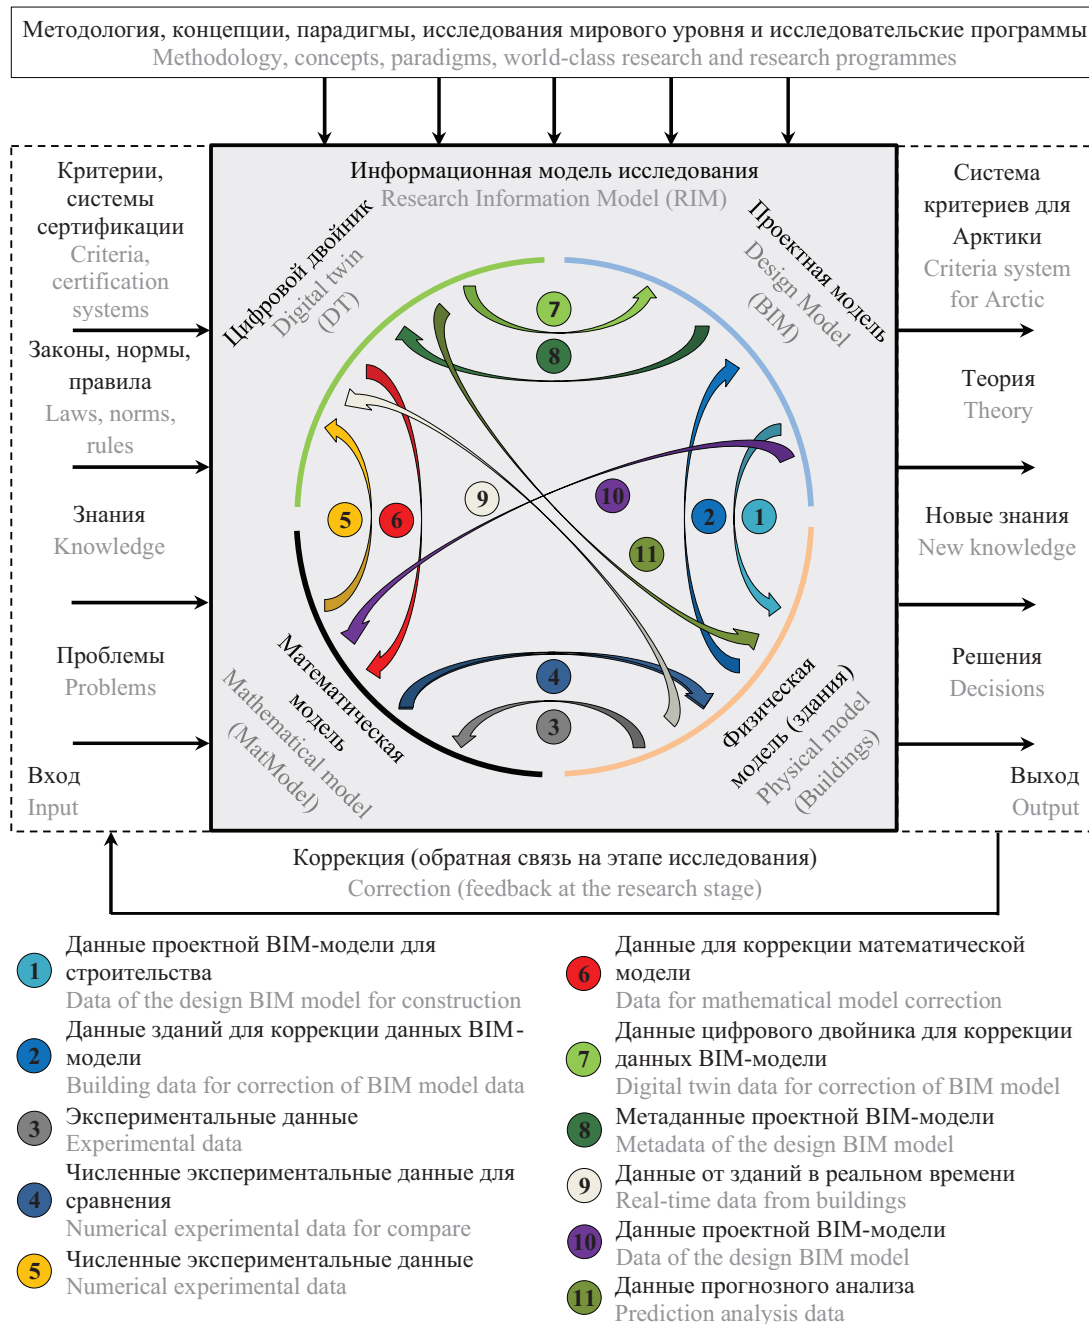 Методология, концепции, парадигмы, исследования мирового уровня и исследовательские программы
Methodology, concepts, paradigms, world-class research and research programmes
Критерии,
системы
сертификации
Criteria,
certification
systems
Законы, нормы,
правила
Laws, norms,
rules
Знания
Knowledge
Проблемы
Problems
Вход
Input
Информационная модель исследования
Research Information Model (RIM)
Цифровой двойник
Digital twin
(DT)
Проектная модель
Design Model
(BIM)
7
8
9
10
5
6
2
1
11
4
3
Математическая
модель
Mathematical model
(MatModel)
Физическая
модель (здания)
Physical model
(Buildings)
Система
критериев для
Арктики
Criteria system
for Arctic
Теория
Theory
Новые знания
New knowledge
Решения
Decisions
Выход
Output
Коррекция (обратная связь на этапе исследования)
Correction (feedback at the research stage)
1
Данные проектной BIM-модели для
строительства
Data of the design BIM model for construction
2
Данные зданий для коррекции данных BIM-
модели
Building data for correction of BIM model data
3
Экспериментальные данные
Experimental data
4
Численные экспериментальные данные для
сравнения
Numerical experimental data for compare
5
Численные экспериментальные данные
Numerical experimental data
6
Данные для коррекции математической
модели
Data for mathematical model correction
7
Данные цифрового двойника для коррекции
данных BIM-модели
Digital twin data for correction of BIM model
8
Метаданные проектной BIM-модели
Metadata of the design BIM model
9
Данные от зданий в реальном времени
Real-time data from buildings
10
Данные проектной BIM-модели
Data of the design BIM model
11
Данные прогнозного анализа
Prediction analysis data